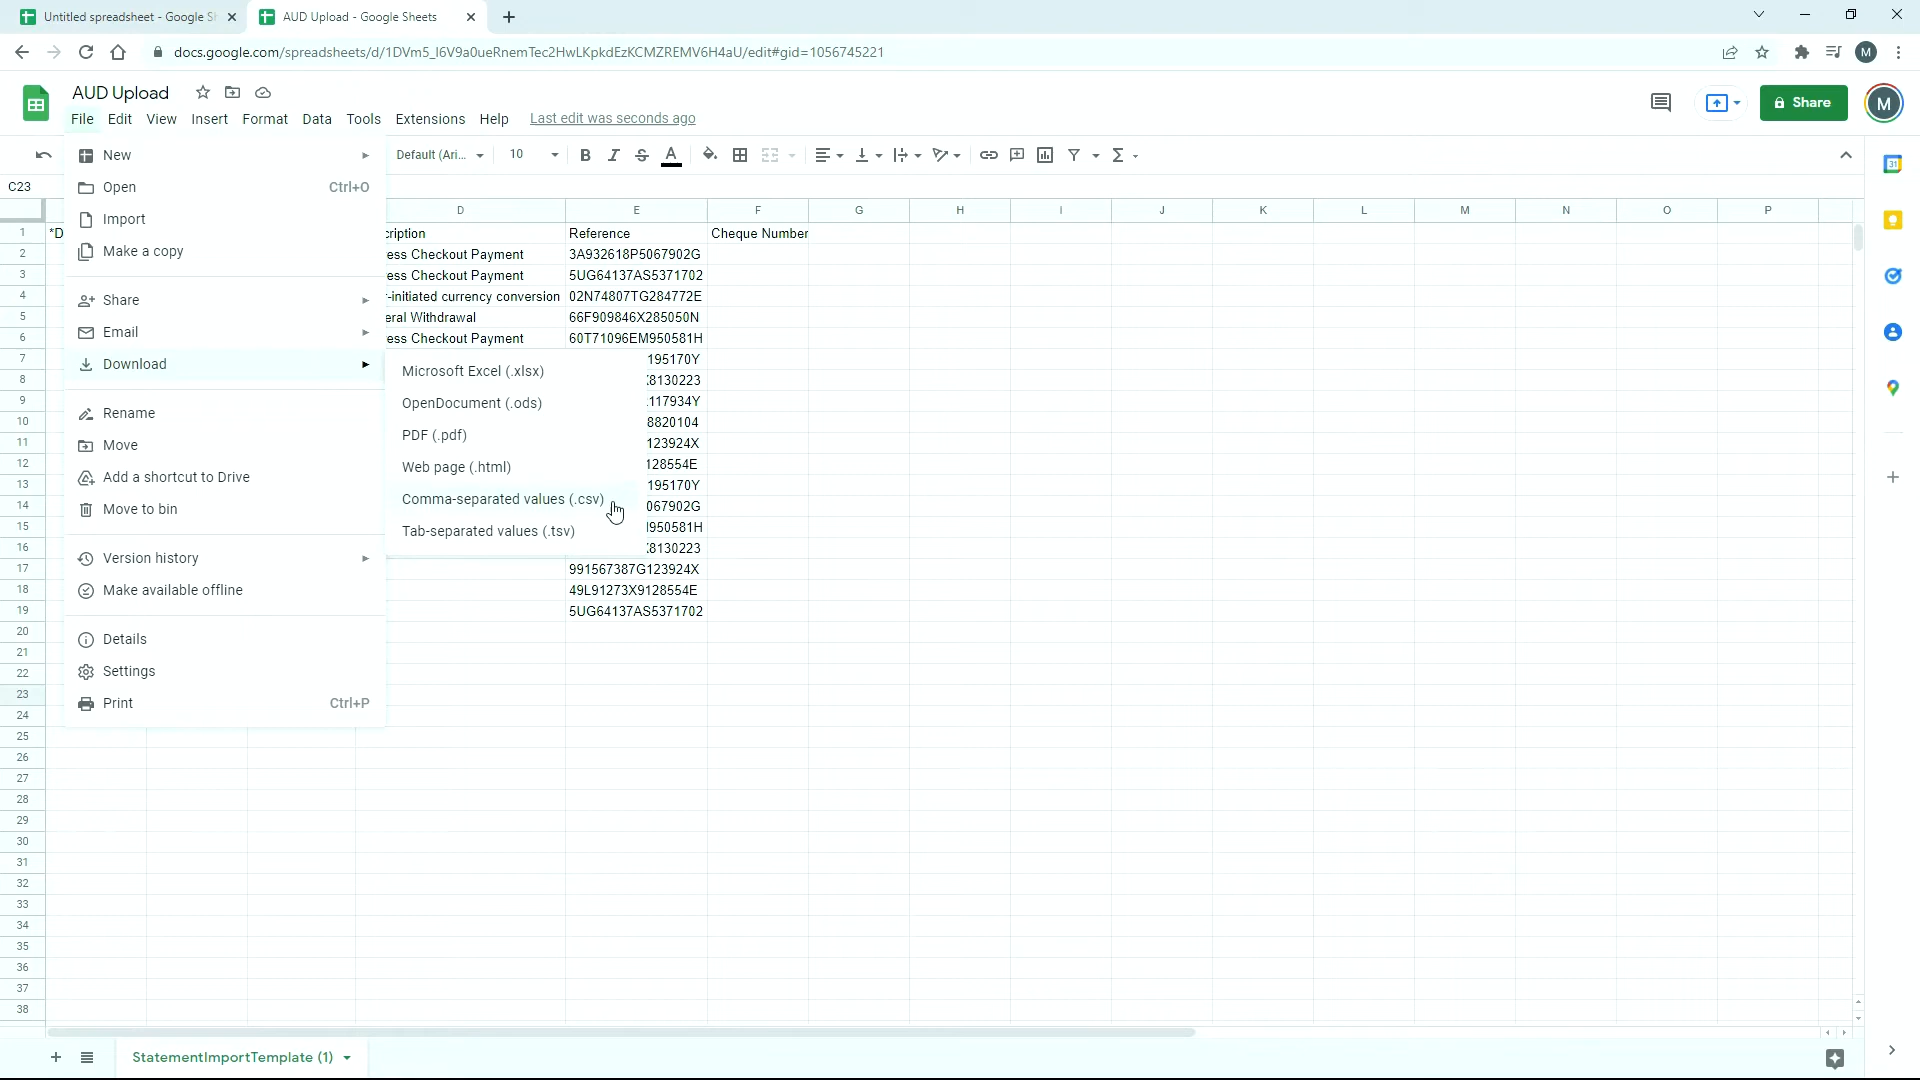 Untitled spreadsheet - Google S
AUD Upload - Google Sheets
docs.google.com/spreadsheets/d/1DVm5_I6V9a0ueRnemTec2HwLKpkdEzKCMZREMV6H4aU/edit#gid=1056745221
M
AUD Upload
File Edit View Insert Format Data Tools Extensions Help Last edit was seconds ago
Share
M
Default (Ari...
10
B I A
31
C23
D E F G H I J K L M N O P
1 *D cription Reference Cheque Number
2 ess Checkout Payment 3A932618P5067902G
3 ess Checkout Payment 5UG64137AS5371702
4 -initiated currency conversion 02N74807TG284772E
5 eral Withdrawal 66F909846X285050N
6 ess Checkout Payment 60T71096EM950581H
7 195170Y
8 8130223
9 117934Y
10 8820104
11 123924X
12 128554E
13 195170Y
14 067902G
15 950581H
16 8130223
17 991567387G123924X
18 49L91273X9128554E
19 5UG64137AS5371702
20
21
22
23
24
25
26
27
28
29
30
31
32
33
34
35
36
37
38
New
Open Ctrl+O
Import
Make a copy
Share
Email
Download
Rename
Move
Add a shortcut to Drive
Move to bin
Version history
Make available offline
Details
Settings
Print Ctrl+P
Microsoft Excel (.xlsx)
OpenDocument (.ods)
PDF (.pdf)
Web page (.html)
Comma-separated values (.csv)
Tab-separated values (.tsv)
StatementImportTemplate (1)